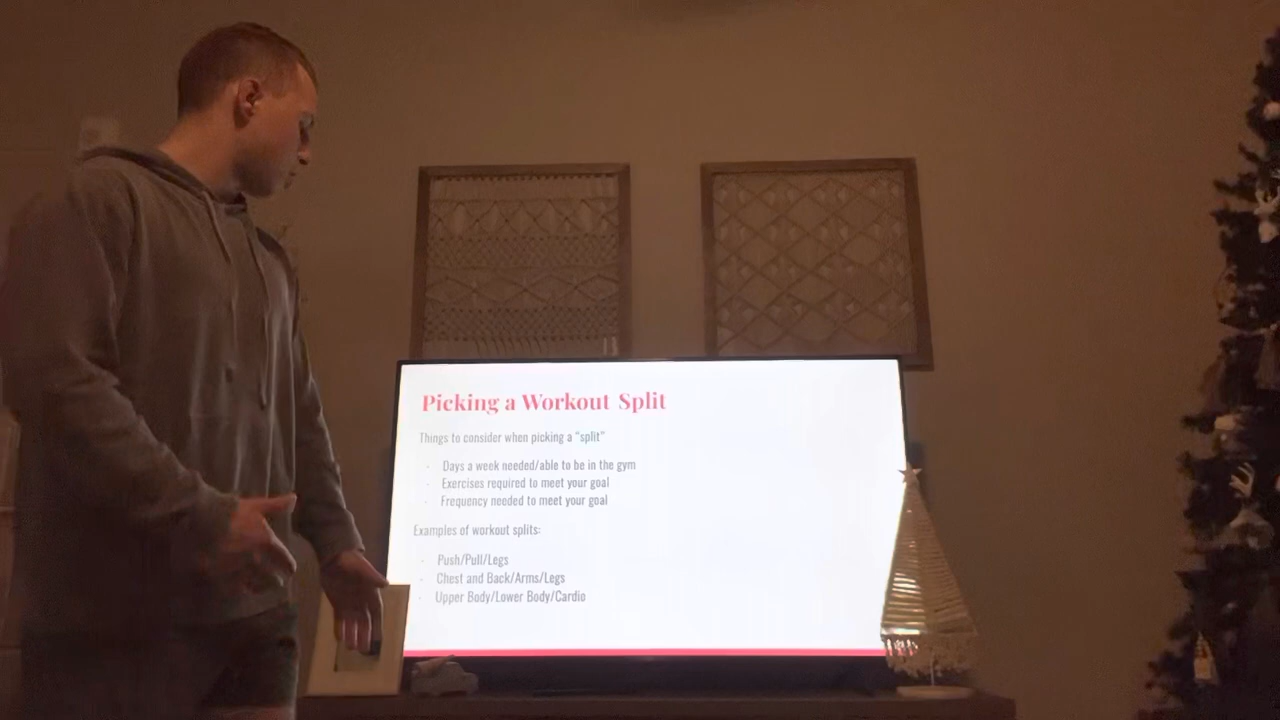 Picking a Workout Split
Things to consider when picking a “split”
- Days a week needed/able to be in the gym
- Exercises required to meet your goal
- Frequency needed to meet your goal
Examples of workout splits:
- Push/Pull/Legs
- Chest and Back/Arms/Legs
- Upper Body/Lower Body/Cardio